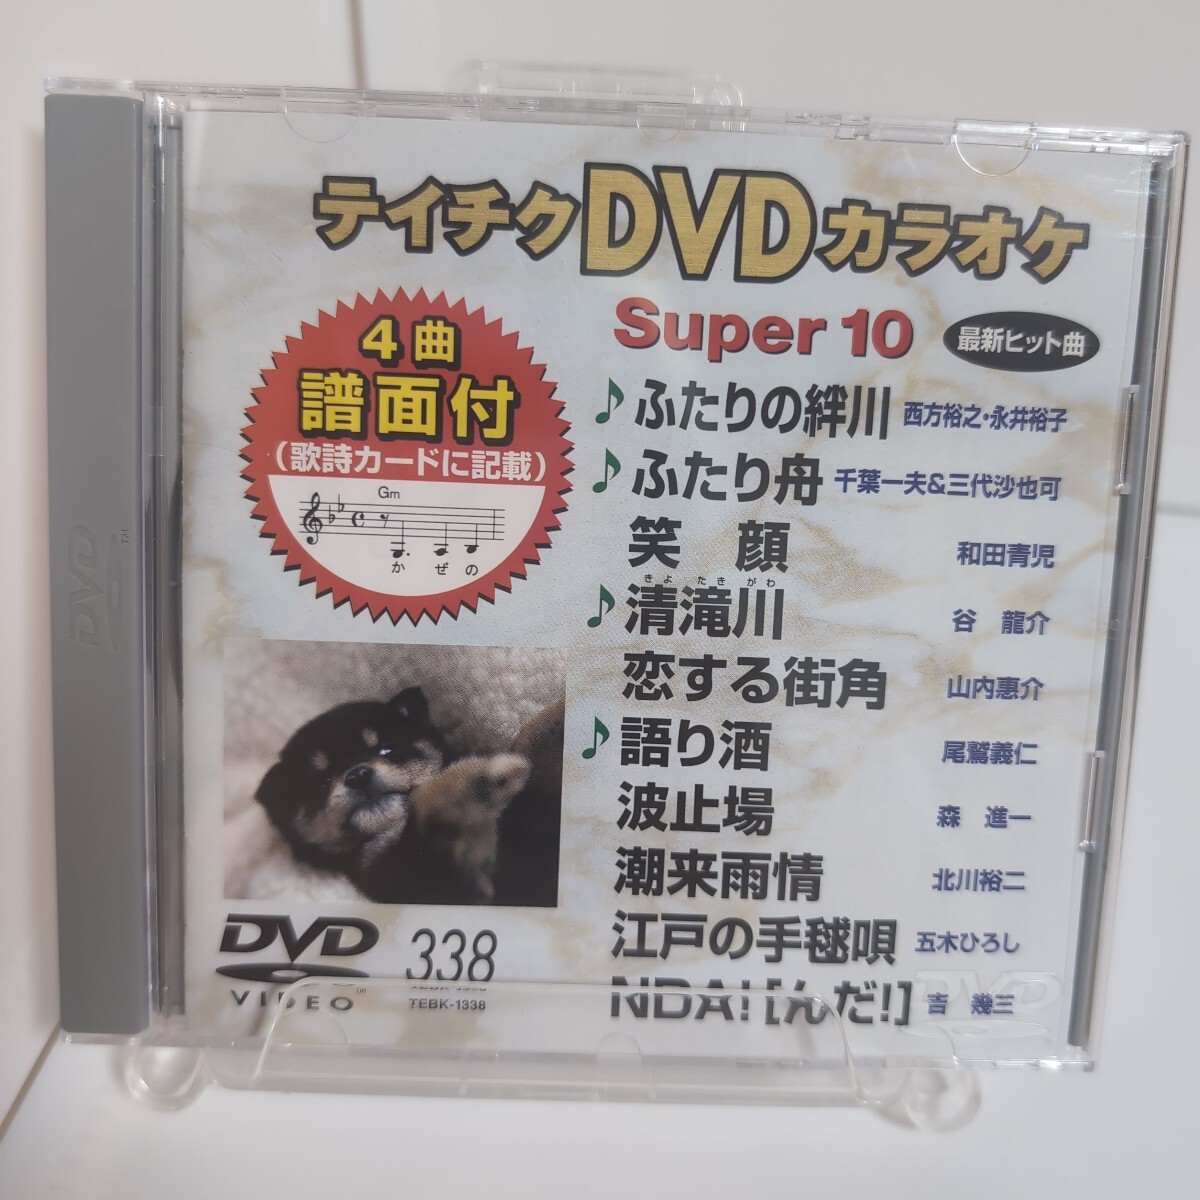 テイチクDVDカラオケ
Super 10 最新ヒット曲
4曲
譜面付
(歌詩カードに記載)
Gm
か ぜ の
♪ ふたりの絆川 西方裕之・永井裕子
♪ ふたり舟 千葉一夫&三代沙也可
笑 顔 和田青児
きよ たき がわ
♪ 清滝川 谷 龍介
恋する街角 山内惠介
♪ 語り酒 尾鷲義仁
波止場 森 進一
潮来雨情 北川裕二
江戸の手毬唄 五木ひろし
NDA![んだ!] 吉 幾三
DVD
VIDEO TM
338
TEBK-1338
DVD TM
DVD